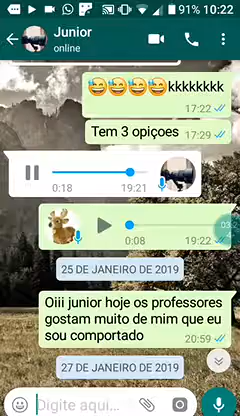 91% 10:22
Junior
online
😅😅😅😅kkkkkkkk
17:22
Tem 3 opiçoes 17:29
0:18 19:21
0:08 19:22
25 DE JANEIRO DE 2019
Oiii junior hoje os professores
gostam muito de mim que eu
sou comportado 20:59
27 DE JANEIRO DE 2019
Digite aqui...